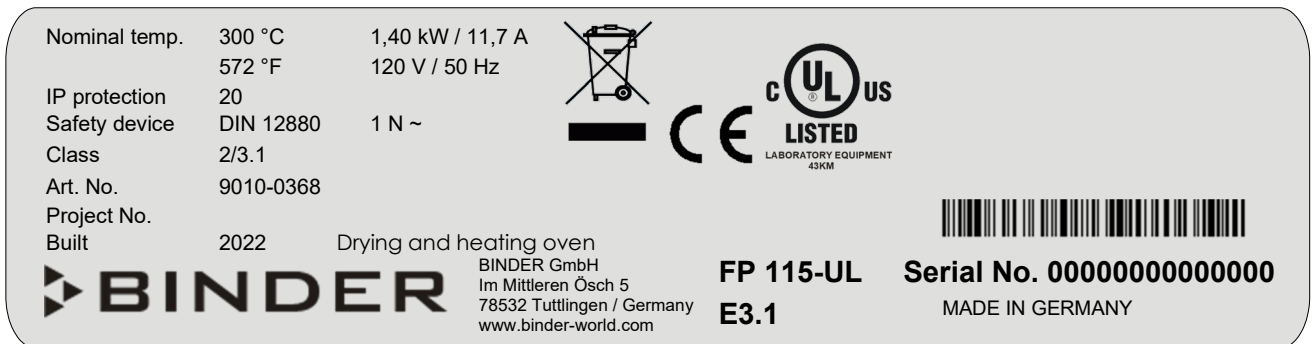 Nominal temp. 300 °C 1,40 kW / 11,7 A
572 °F 120 V / 50 Hz
IP protection 20
Safety device DIN 12880 1 N ~
Class 2/3.1
Art. No. 9010-0368
Project No.
Built 2022 Drying and heating oven
CE
C UL US
®
LISTED
LABORATORY EQUIPMENT
43KM
BINDER
BINDER GmbH
Im Mittleren Ösch 5
78532 Tuttlingen / Germany
www.binder-world.com
FP 115-UL
E3.1
Serial No. 00000000000000
MADE IN GERMANY